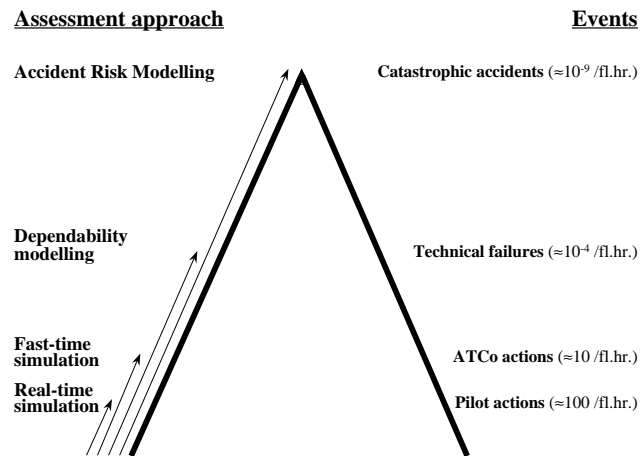 Assessment approach Events
Accident Risk Modelling Catastrophic accidents (≈10⁻⁹ /fl.hr.)
Dependability
modelling Technical failures (≈10⁻⁴ /fl.hr.)
Fast-time
simulation ATCo actions (≈10 /fl.hr.)
Real-time
simulation Pilot actions (≈100 /fl.hr.)